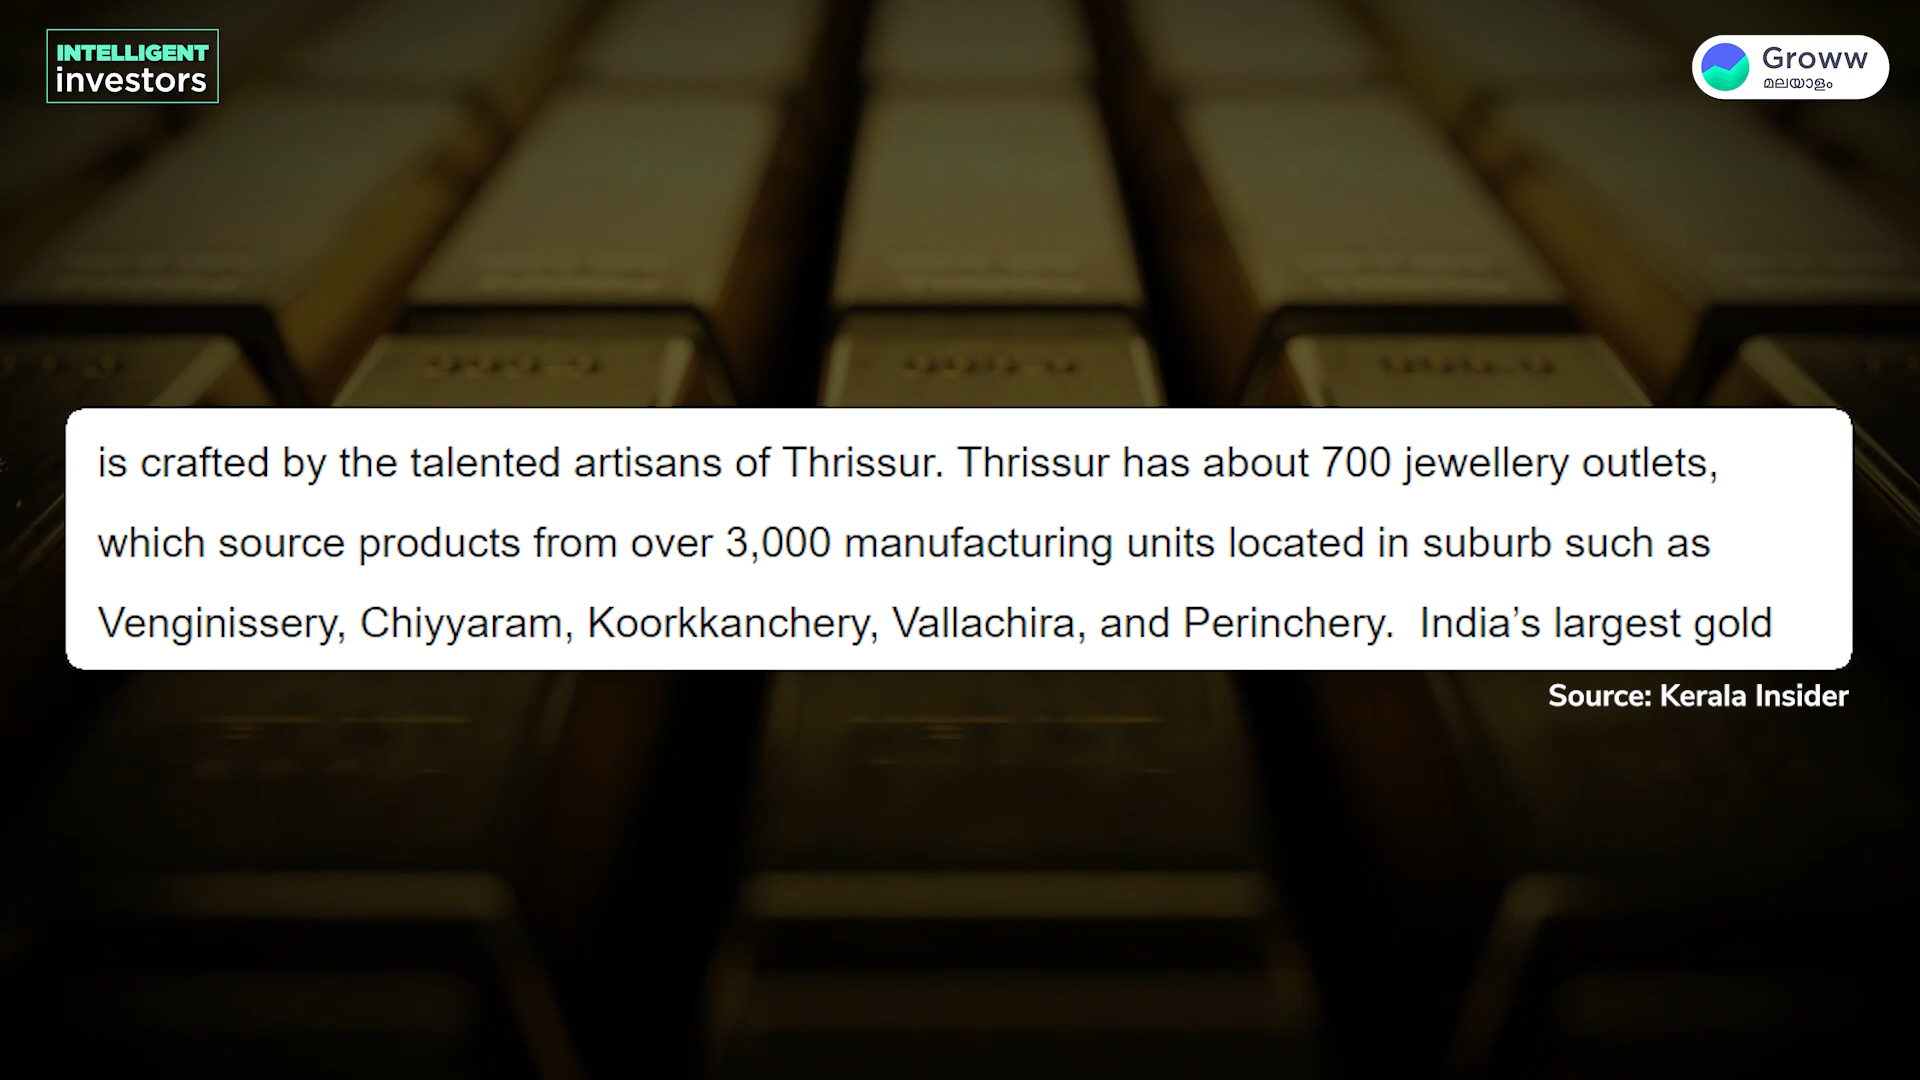 INTELLIGENT
investors
Groww
മലയാളം
is crafted by the talented artisans of Thrissur. Thrissur has about 700 jewellery outlets,
which source products from over 3,000 manufacturing units located in suburb such as
Venginissery, Chiyyaram, Koorkkanchery, Vallachira, and Perinchery. India’s largest gold
Source: Kerala Insider